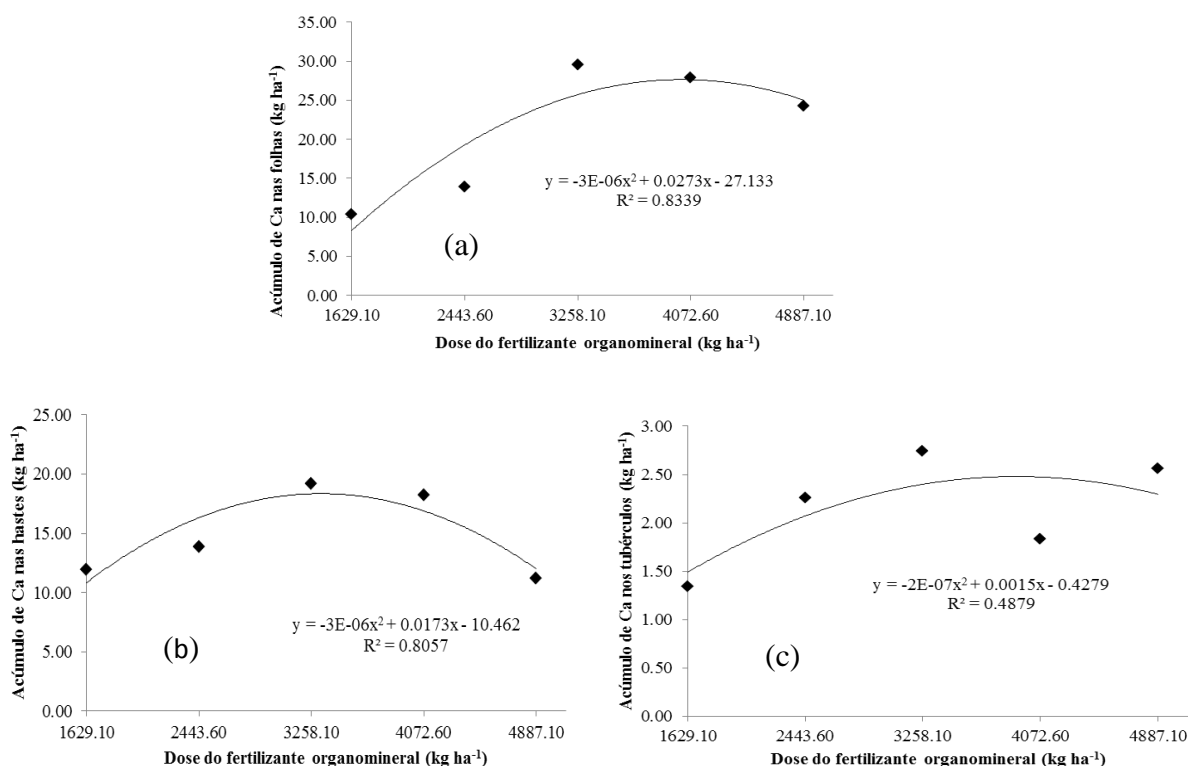 Acúmulo de Ca nas folhas (kg ha⁻¹)
35.00
30.00
25.00
20.00
15.00
10.00
5.00
0.00
y = -3E-06x² + 0.0273x - 27.133
R² = 0.8339
(a)
1629.10 2443.60 3258.10 4072.60 4887.10
Dose do fertilizante organomineral (kg ha⁻¹)
Acúmulo de Ca nas hastes (kg ha⁻¹)
25.00
20.00
15.00
10.00
5.00
0.00
y = -3E-06x² + 0.0173x - 10.462
R² = 0.8057
(b)
1629.10 2443.60 3258.10 4072.60 4887.10
Dose do fertilizante organomineral (kg ha⁻¹)
Acúmulo de Ca nos tubérculos (kg ha⁻¹)
3.00
2.50
2.00
1.50
1.00
0.50
0.00
y = -2E-07x² + 0.0015x - 0.4279
R² = 0.4879
(c)
1629.10 2443.60 3258.10 4072.60 4887.10
Dose do fertilizante organomineral (kg ha⁻¹)